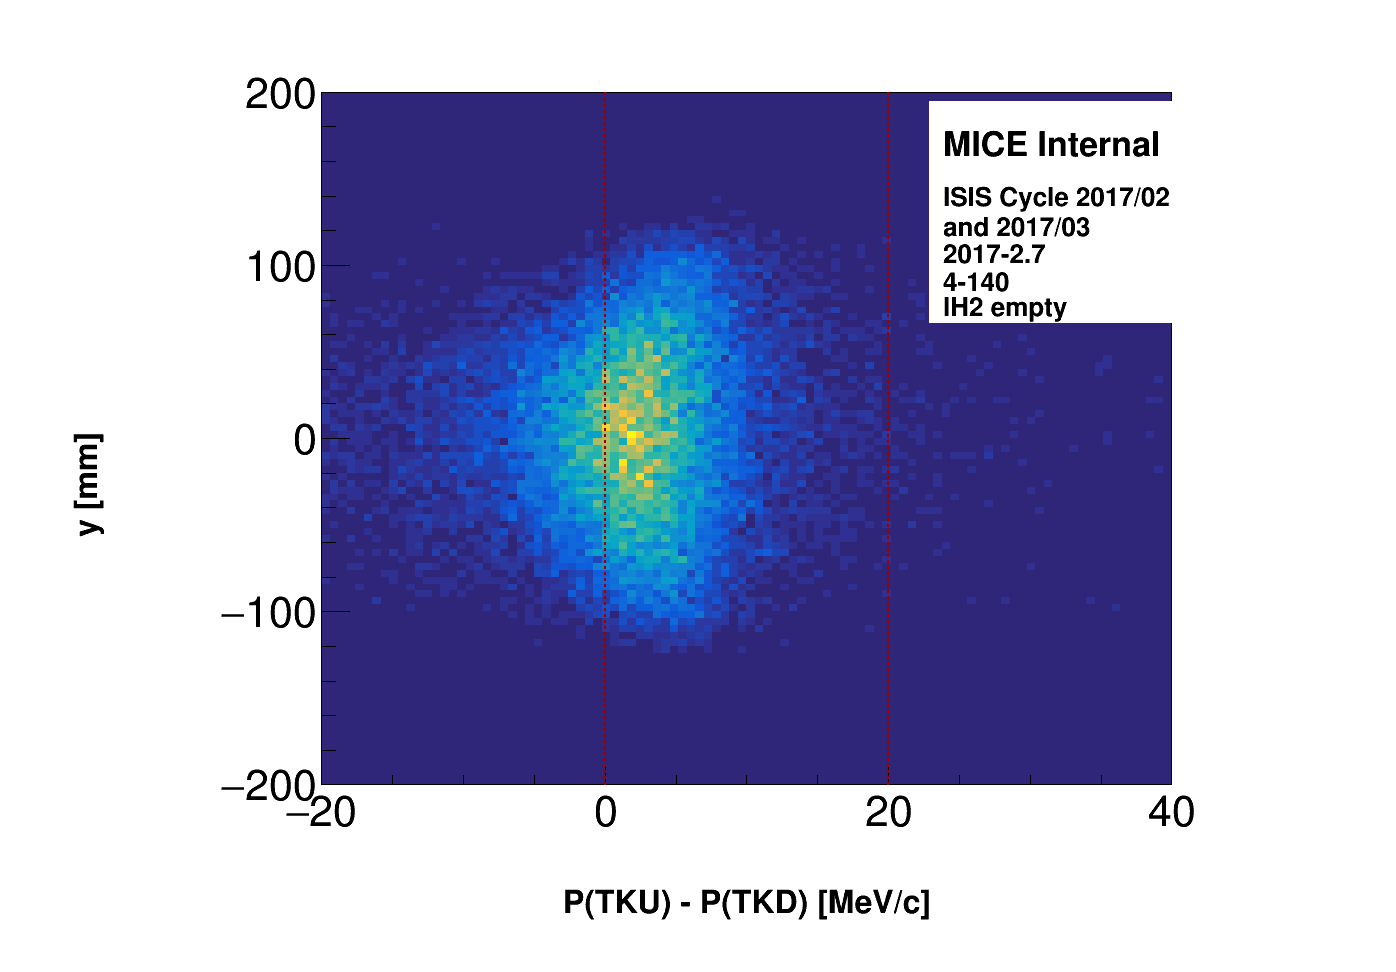 200
100
0
−100
−200
−20
0
20
40
y [mm]
P(TKU) - P(TKD) [MeV/c]
MICE Internal
ISIS Cycle 2017/02
and 2017/03
2017-2.7
4-140
lH2 empty